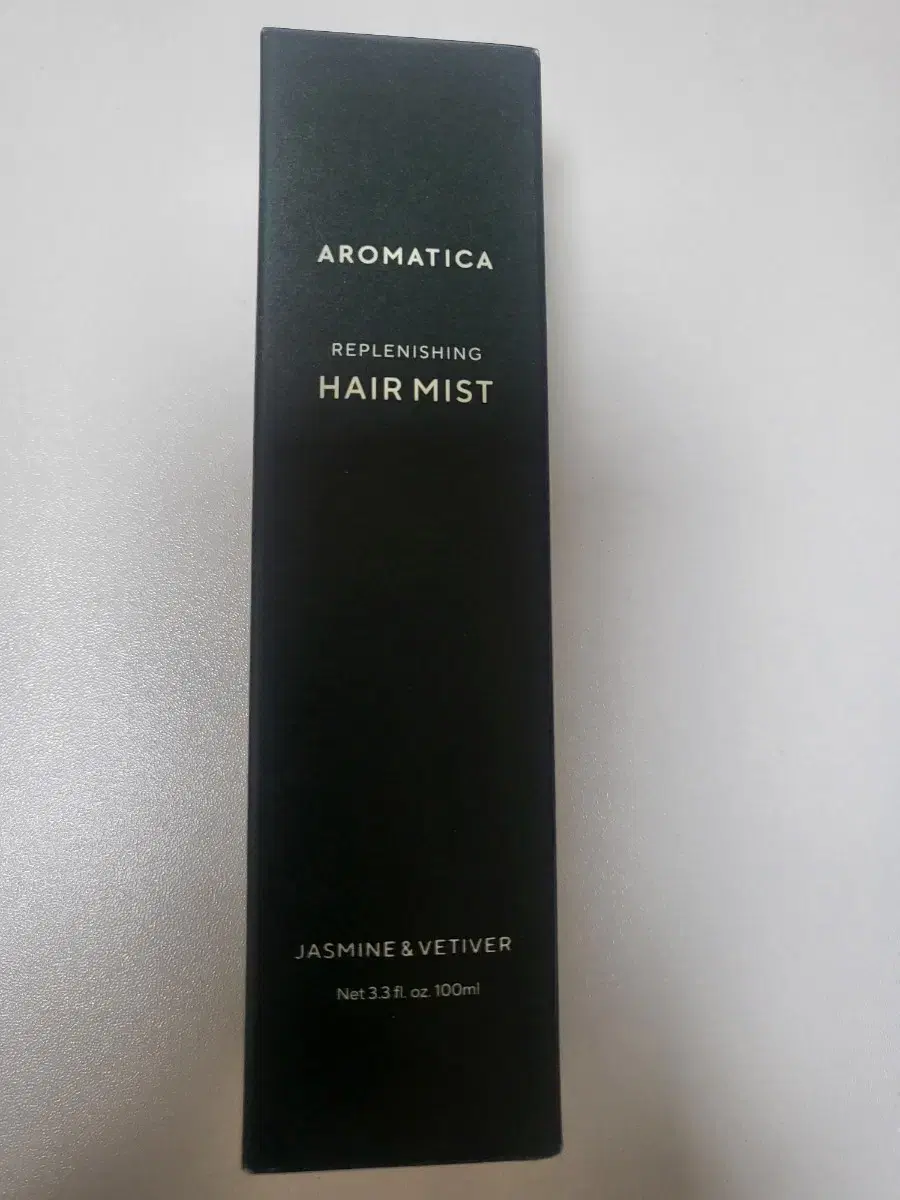 AROMATICA
REPLENISHING
HAIR MIST
JASMINE & VETIVER
Net 3.3 fl. oz. 100ml